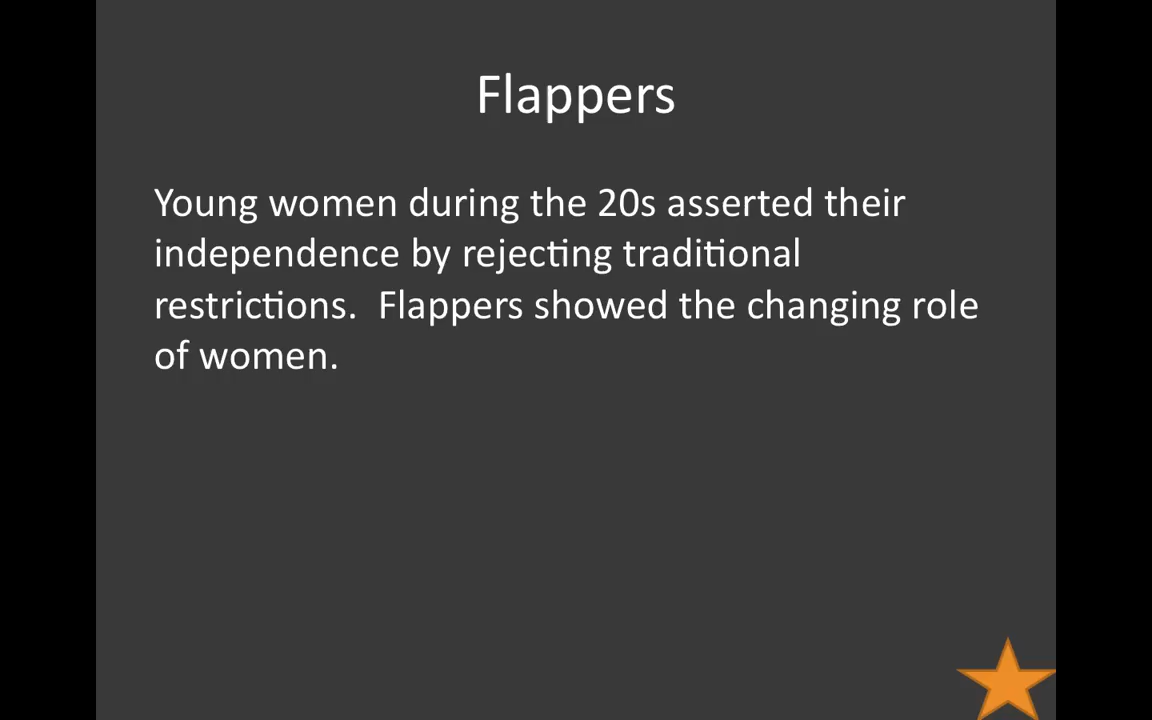 Flappers
Young women during the 20s asserted their
independence by rejecting traditional
restrictions.  Flappers showed the changing role
of women.